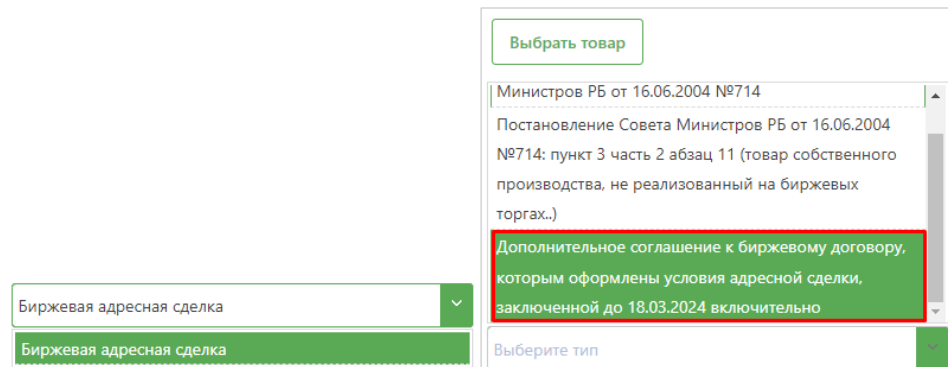 Выбрать товар
Министров РБ от 16.06.2004 №714
Постановление Совета Министров РБ от 16.06.2004
№714: пункт 3 часть 2 абзац 11 (товар собственного
производства, не реализованный на биржевых
торгах..)
Дополнительное соглашение к биржевому договору,
которым оформлены условия адресной сделки,
заключенной до 18.03.2024 включительно
Биржевая адресная сделка
Биржевая адресная сделка
Выберите тип